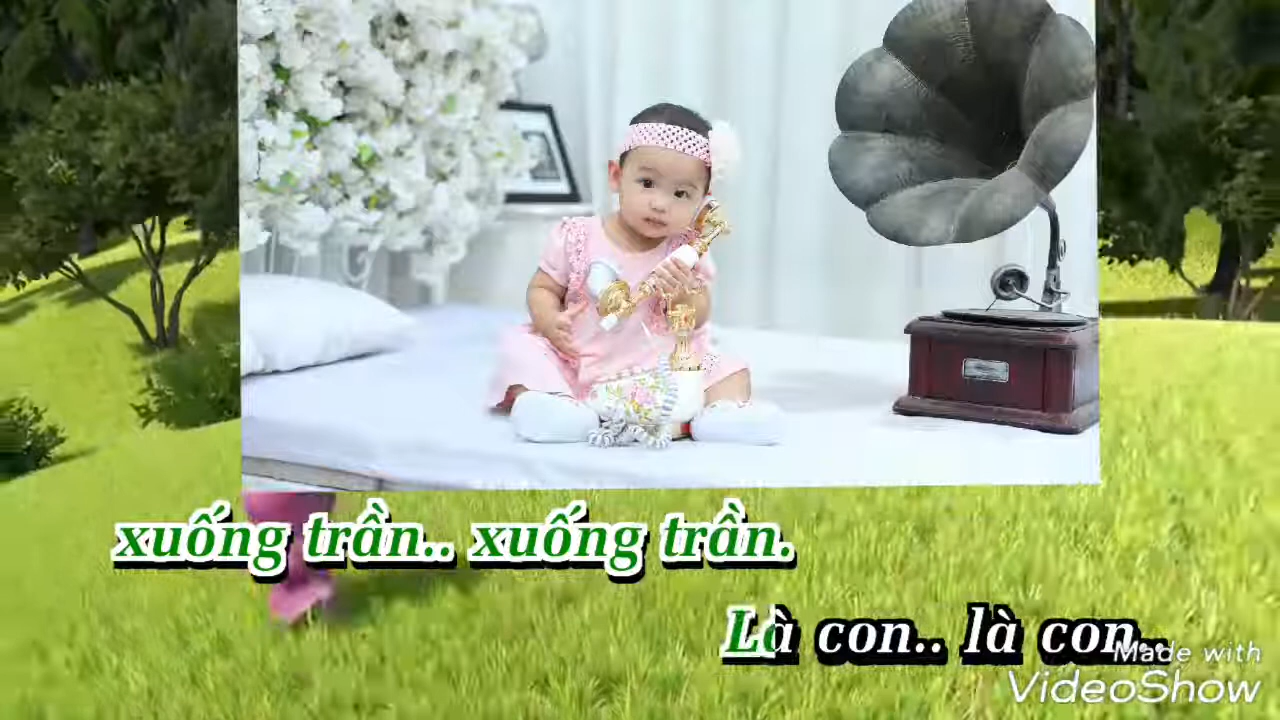 xuống trần.. xuống trần.
Là con.. là con...
Made with
VideoShow